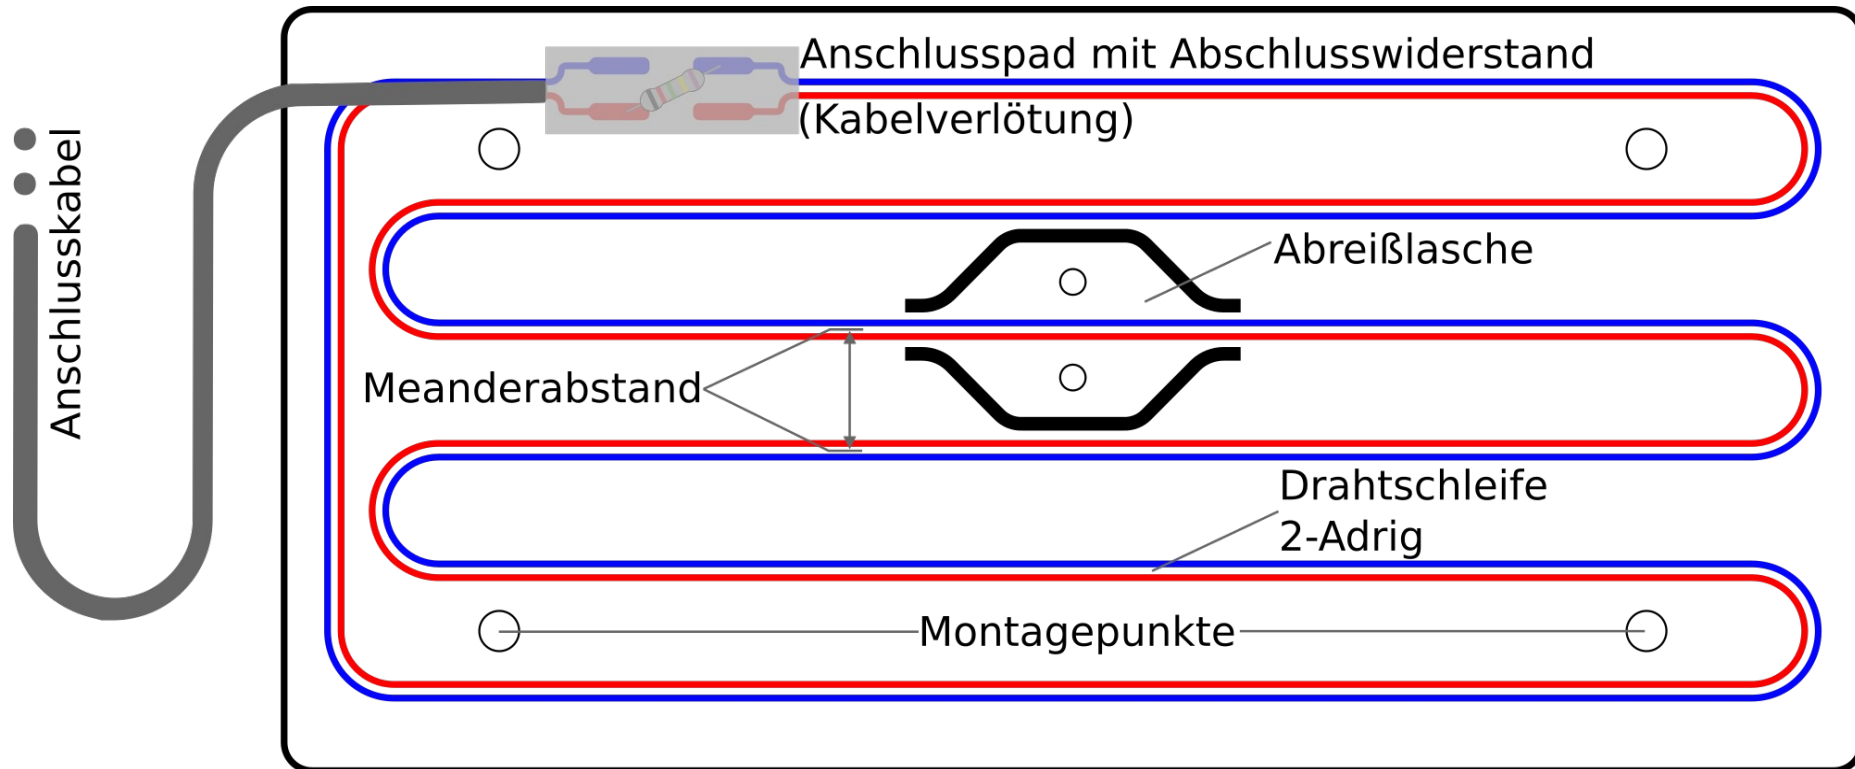 Anschlusspad mit Abschlusswiderstand
(Kabelverlötung)
Anschlusskabel
Abreißlasche
Meanderabstand
Drahtschleife
2-Adrig
Montagepunkte